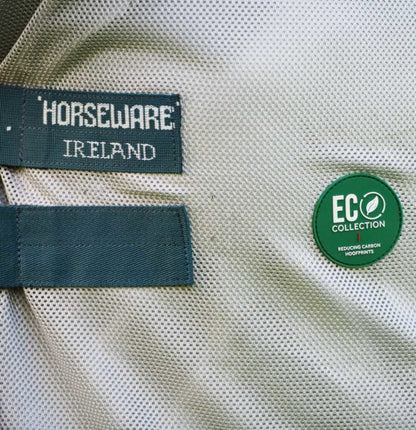 'HORSEWARE'
IRELAND
ECO
COLLECTION
REDUCING CARBON
HOOFPRINTS